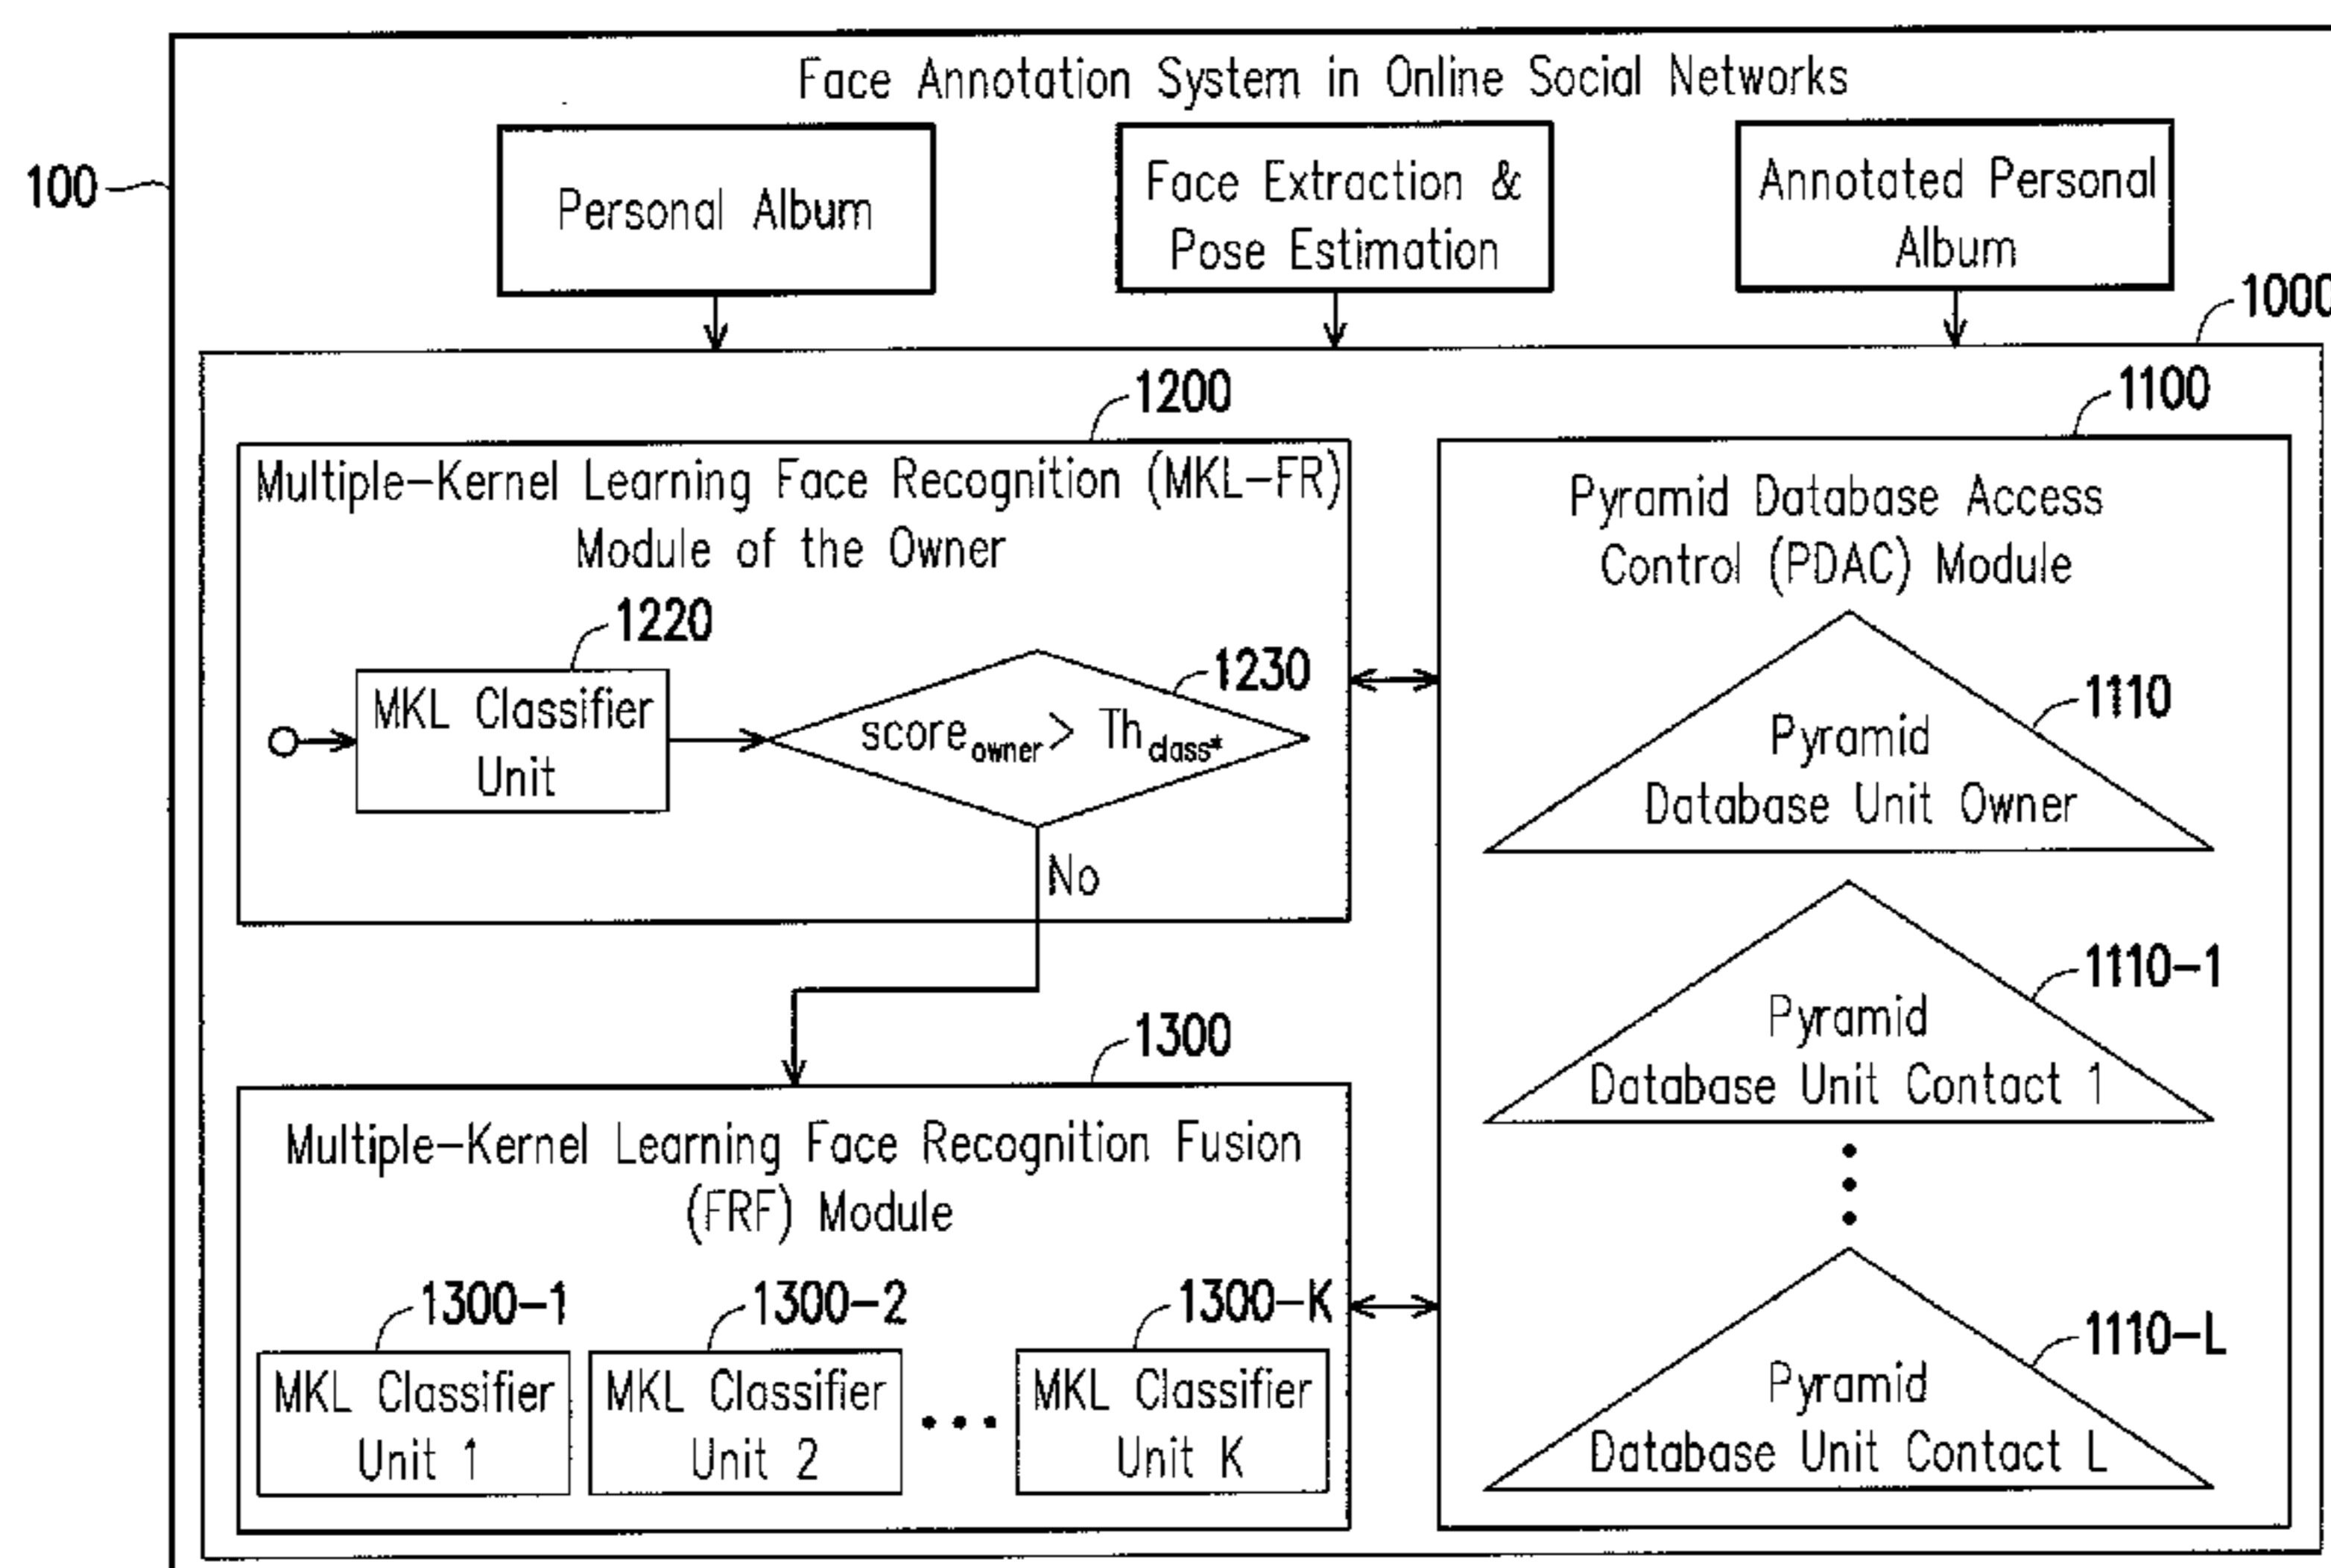 Face Annotation System in Online Social Networks
100
Personal Album
Face Extraction &
Pose Estimation
Annotated Personal
Album
1000
1200
Multiple-Kernel Learning Face Recognition (MKL-FR)
Module of the Owner
1220
MKL Classifier
Unit
1230
score owner > Th class*
No
1300
Multiple-Kernel Learning Face Recognition Fusion
(FRF) Module
1300-1
MKL Classifier
Unit 1
1300-2
MKL Classifier
Unit 2
1300-K
MKL Classifier
Unit K
1100
Pyramid Database Access
Control (PDAC) Module
1110
Pyramid
Database Unit Owner
1110-1
Pyramid
Database Unit Contact 1
1110-L
Pyramid
Database Unit Contact L